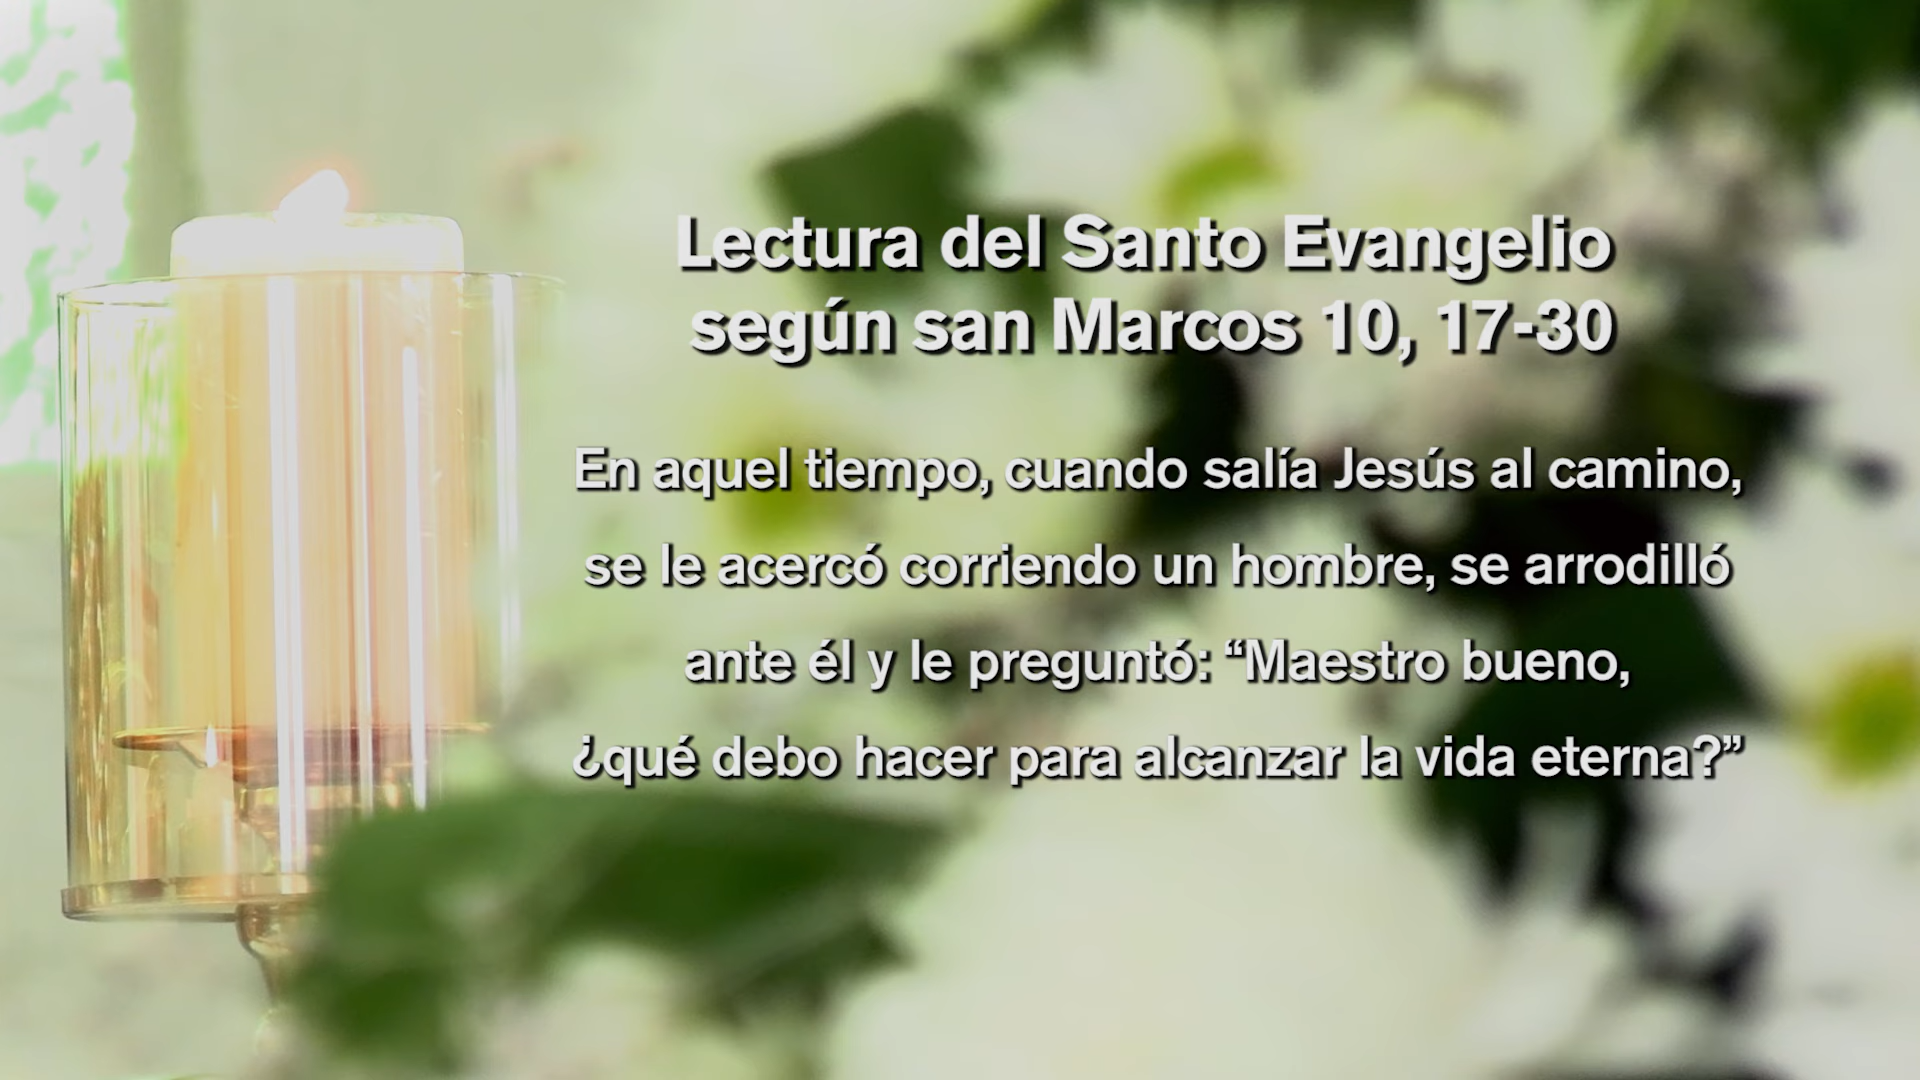 Lectura del Santo Evangelio
según san Marcos 10, 17-30
En aquel tiempo, cuando salía Jesús al camino,
se le acercó corriendo un hombre, se arrodilló
ante él y le preguntó: “Maestro bueno,
¿qué debo hacer para alcanzar la vida eterna?”